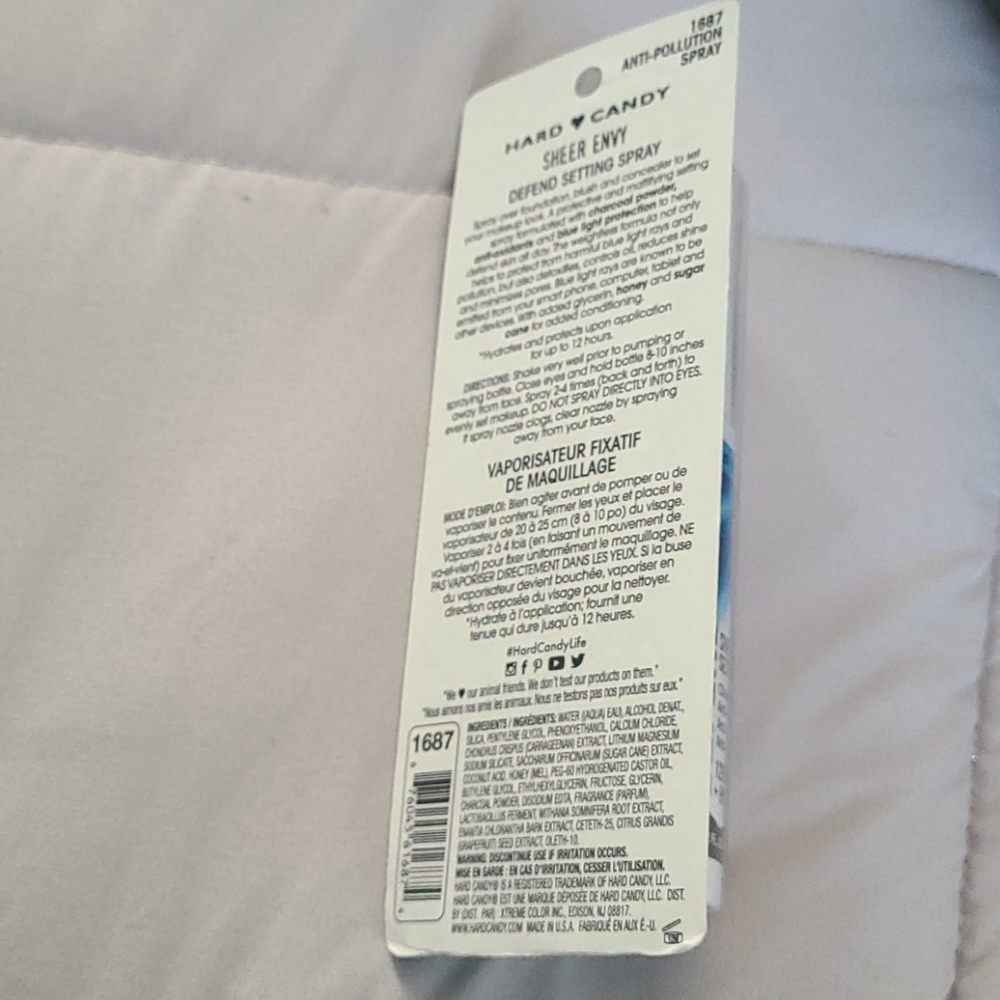 1687
ANTI-POLLUTION
SPRAY
HARD ♥ CANDY
SHEER ENVY
DEFEND SETTING SPRAY
Spray over foundation, blush and concealer to set
your makeup look. A protective and mattifying setting
spray formulated with charcoal powder,
anti-oxidants and blue light protection to help
defend skin all day. The weightless formula not only
helps to protect from harmful blue light rays and
pollution, but also detoxifies, controls oil, reduces shine
and minimizes pores. Blue light rays are known to be
emitted from your smart phone, computer, tablet and
other devices. With added glycerin, honey and sugar
cane for added conditioning.
*Hydrates and protects upon application
for up to 12 hours.
DIRECTIONS: Shake very well prior to pumping or
spraying bottle. Close eyes and hold bottle 8-10 inches
away from face. Spray 2-4 times (back and forth) to
evenly set makeup. DO NOT SPRAY DIRECTLY INTO EYES.
If spray nozzle clogs, clear nozzle by spraying
away from your face.
VAPORISATEUR FIXATIF
DE MAQUILLAGE
MODE D'EMPLOI: Bien agiter avant de pomper ou de
vaporiser le contenu. Fermer les yeux et placer le
vaporisateur de 20 à 25 cm (8 à 10 po) du visage.
Vaporiser 2 à 4 fois (en faisant un mouvement de
va-et-vient) pour fixer uniformément le maquillage. NE
PAS VAPORISER DIRECTEMENT DANS LES YEUX. Si la buse
du vaporisateur devient bouchée, vaporiser en
direction opposée du visage pour la nettoyer.
*Hydrate à l'application; fournit une
tenue qui dure jusqu'à 12 heures.
#HardCandyLife
"We ♥ our animal friends. We don't test our products on them."
"Nous aimons nos amis les animaux. Nous ne testons pas nos produits sur eux."
1687
INGREDIENTS / INGRÉDIENTS: WATER (AQUA) EAU), ALCOHOL DENAT.,
SILICA, PENTYLENE GLYCOL, PHENOXYETHANOL, CALCIUM CHLORIDE,
CHONDRUS CRISPUS (CARRAGEENAN) EXTRACT, LITHIUM MAGNESIUM
SODIUM SILICATE, SACCHARUM OFFICINARUM (SUGAR CANE) EXTRACT,
COCONUT ACID, HONEY (MEL), PEG-60 HYDROGENATED CASTOR OIL,
BUTYLENE GLYCOL, ETHYLHEXYLGLYCERIN, FRUCTOSE, GLYCERIN,
CHARCOAL POWDER, DISODIUM EDTA, FRAGRANCE (PARFUM),
LACTOBACILLUS FERMENT, WITHANIA SOMNIFERA ROOT EXTRACT,
ENANTIA CHLORANTHA BARK EXTRACT, CETETH-25, CITRUS GRANDIS
(GRAPEFRUIT) SEED EXTRACT, OLETH-10.
WARNING: DISCONTINUE USE IF IRRITATION OCCURS.
MISE EN GARDE : EN CAS D'IRRITATION, CESSER L'UTILISATION.
HARD CANDY® IS A REGISTERED TRADEMARK OF HARD CANDY, LLC.
HARD CANDY® EST UNE MARQUE DÉPOSÉE DE HARD CANDY, LLC. DIST.
BY (DIST. PAR) : XTREME COLOR INC., EDISON, NJ 08817.
WWW.HARDCANDY.COM MADE IN U.S.A. FABRIQUÉ EN AUX É.-U.